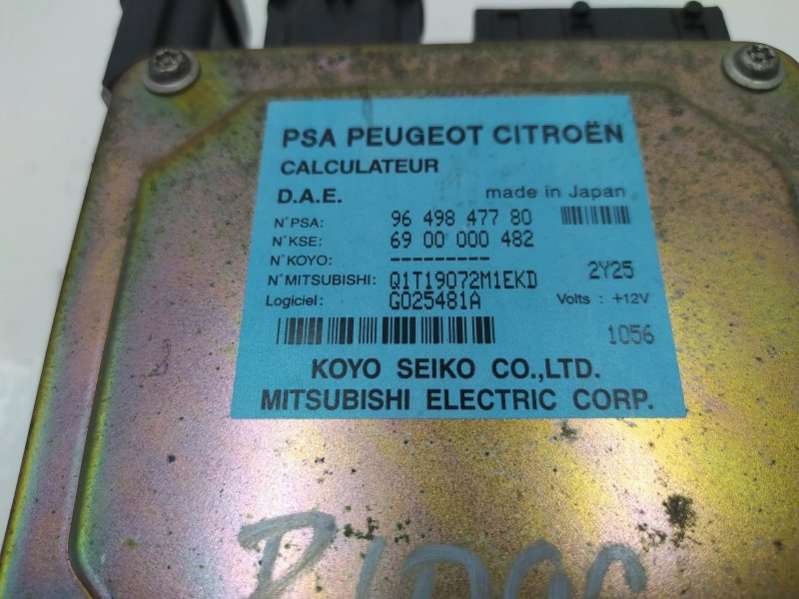 PSA PEUGEOT CITROËN
CALCULATEUR
D.A.E. made in Japan
N°PSA: 96 498 477 80
N°KSE: 69 00 000 482
N°KOYO: ---------
N°MITSUBISHI: Q1T19072M1EKD 2Y25
Logiciel: G025481A Volts : +12V
1056
KOYO SEIKO CO.,LTD.
MITSUBISHI ELECTRIC CORP.